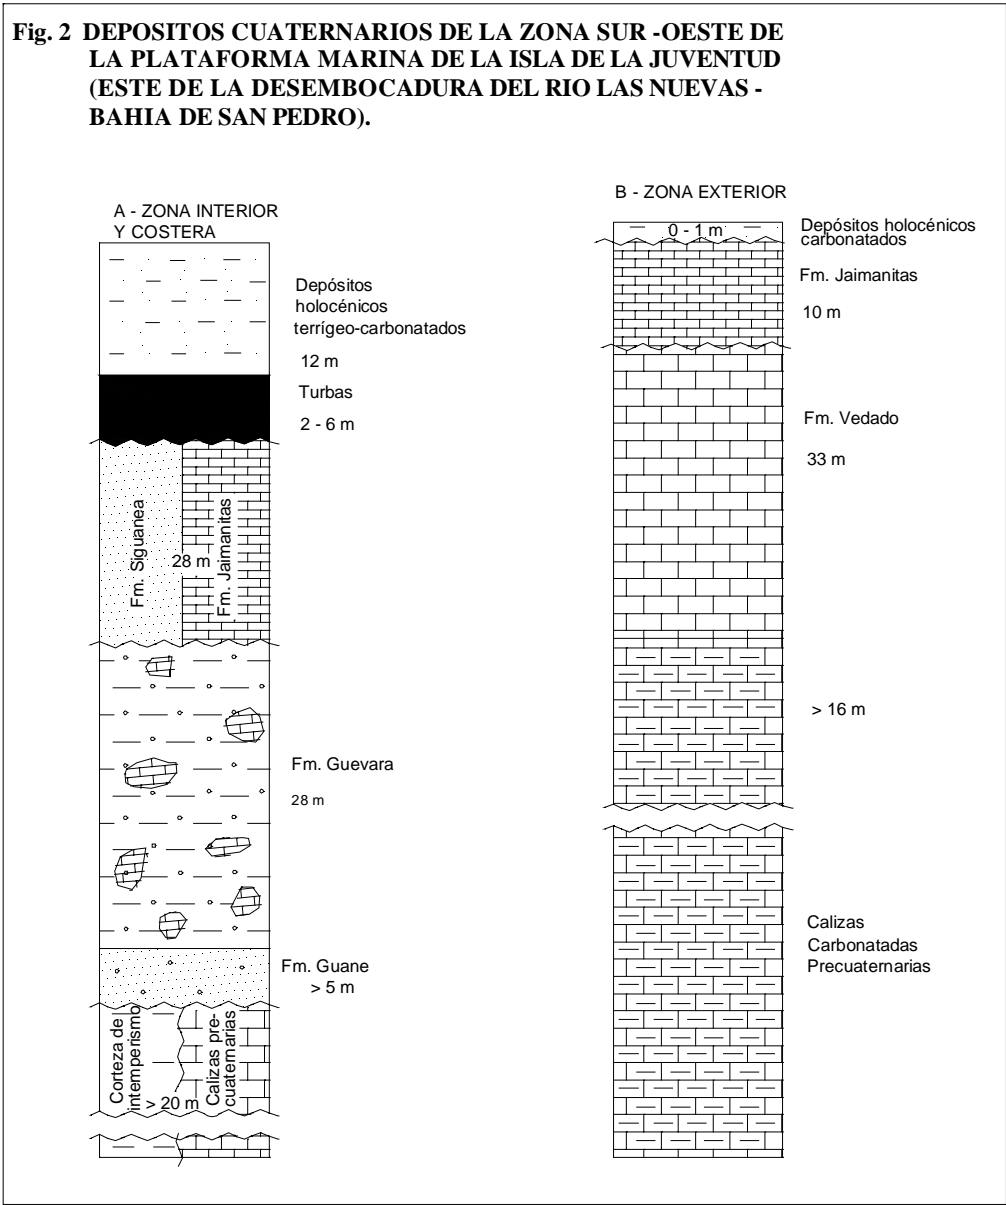 Fig. 2 DEPOSITOS CUATERNARIOS DE LA ZONA SUR -OESTE DE
LA PLATAFORMA MARINA DE LA ISLA DE LA JUVENTUD
(ESTE DE LA DESEMBOCADURA DEL RIO LAS NUEVAS -
BAHIA DE SAN PEDRO).
A - ZONA INTERIOR
Y COSTERA
Depósitos
holocénicos
terrígeo-carbonatados
12 m
Turbas
2 - 6 m
Fm. Siguanea
28 m
Fm. Jaimanitas
Fm. Guevara
28 m
Fm. Guane
> 5 m
Corteza de
intemperismo
> 20 m
Calizas pre-
cuaternarias
B - ZONA EXTERIOR
0 - 1 m
Depósitos holocénicos
carbonatados
Fm. Jaimanitas
10 m
Fm. Vedado
33 m
> 16 m
Calizas
Carbonatadas
Precuaternarias